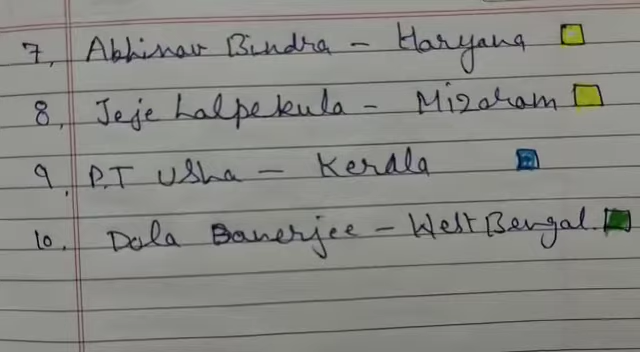 7. Abhinav Bindra - Haryana
8. Jeje Lalpekula - Mizoram
9. P.T Usha - Kerala
10. Dola Banerjee - West Bengal.